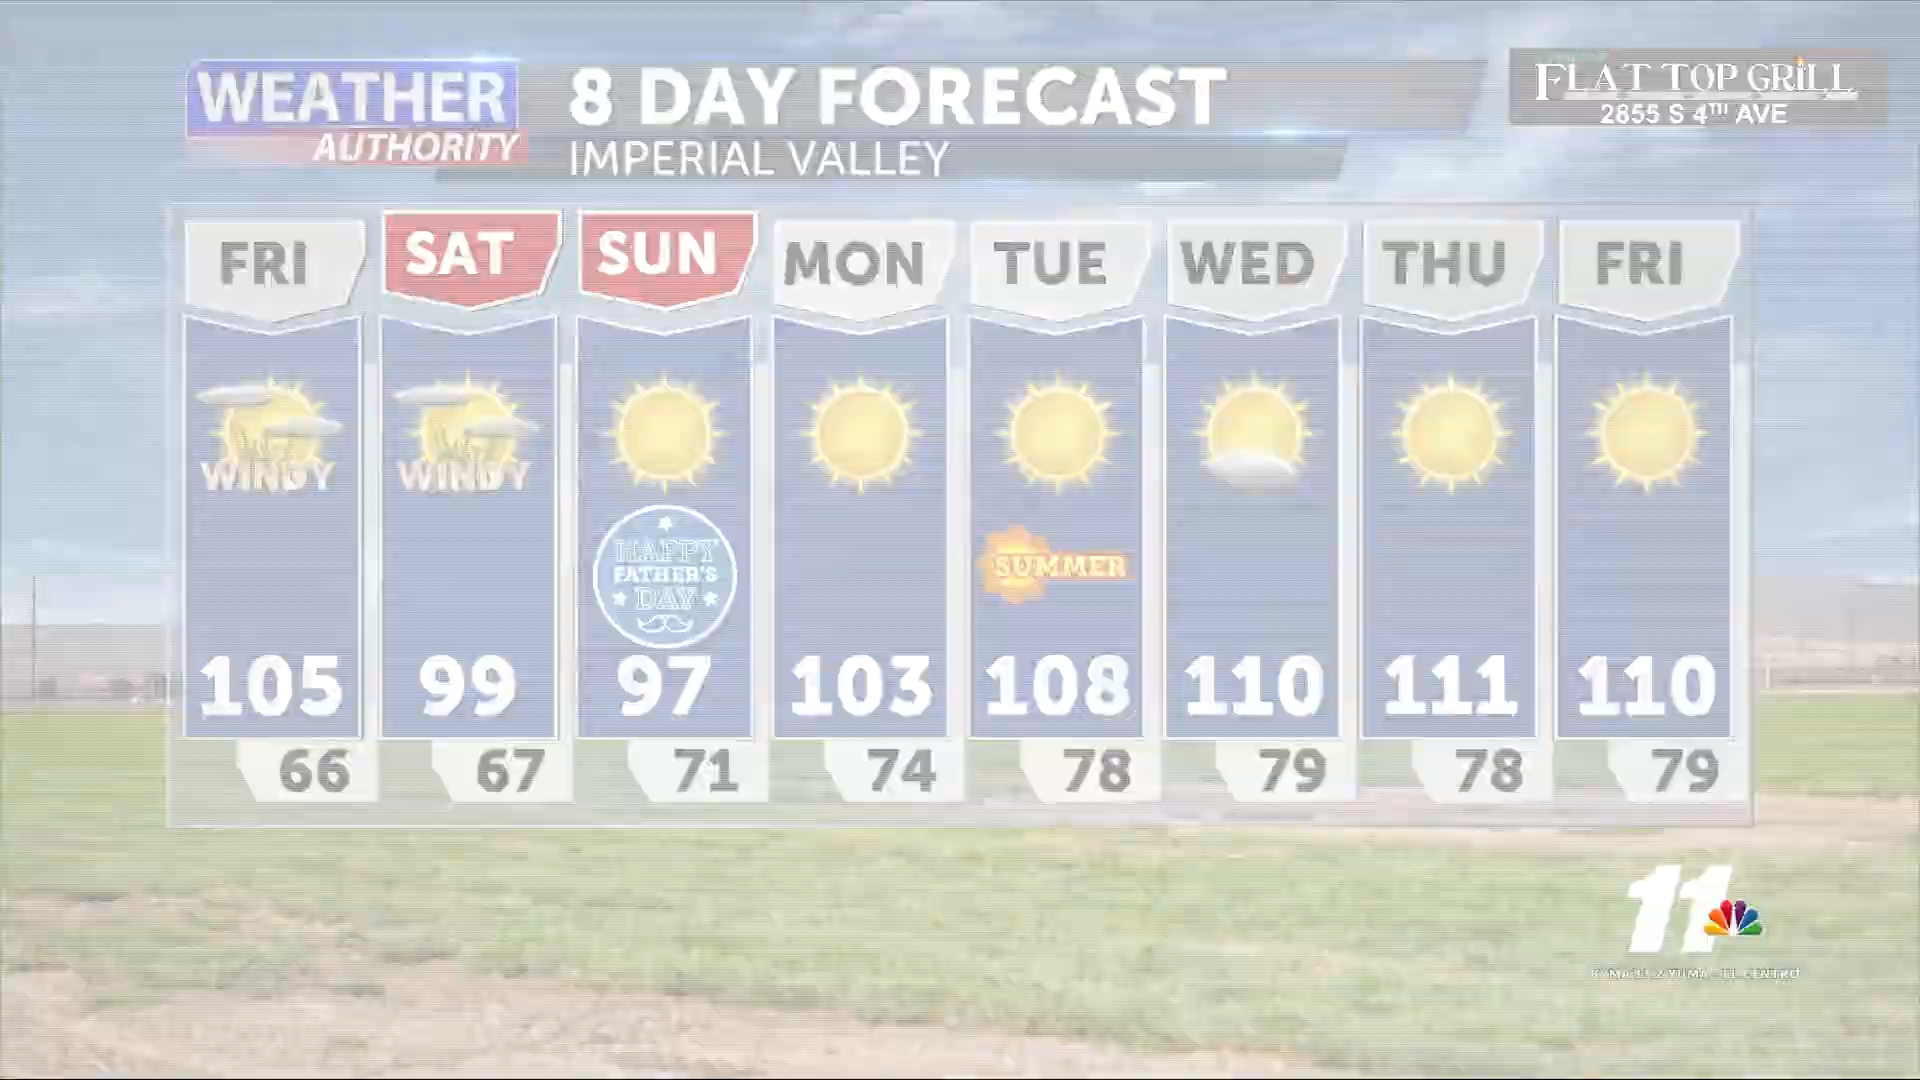 WEATHER
AUTHORITY
8 DAY FORECAST
IMPERIAL VALLEY
FLAT TOP GRILL
2855 S 4TH AVE
FRI SAT SUN MON TUE WED THU FRI
WINDY WINDY
HAPPY
FATHER'S
DAY
SUMMER
105 99 97 103 108 110 111 110
66 67 71 74 78 79 78 79
11